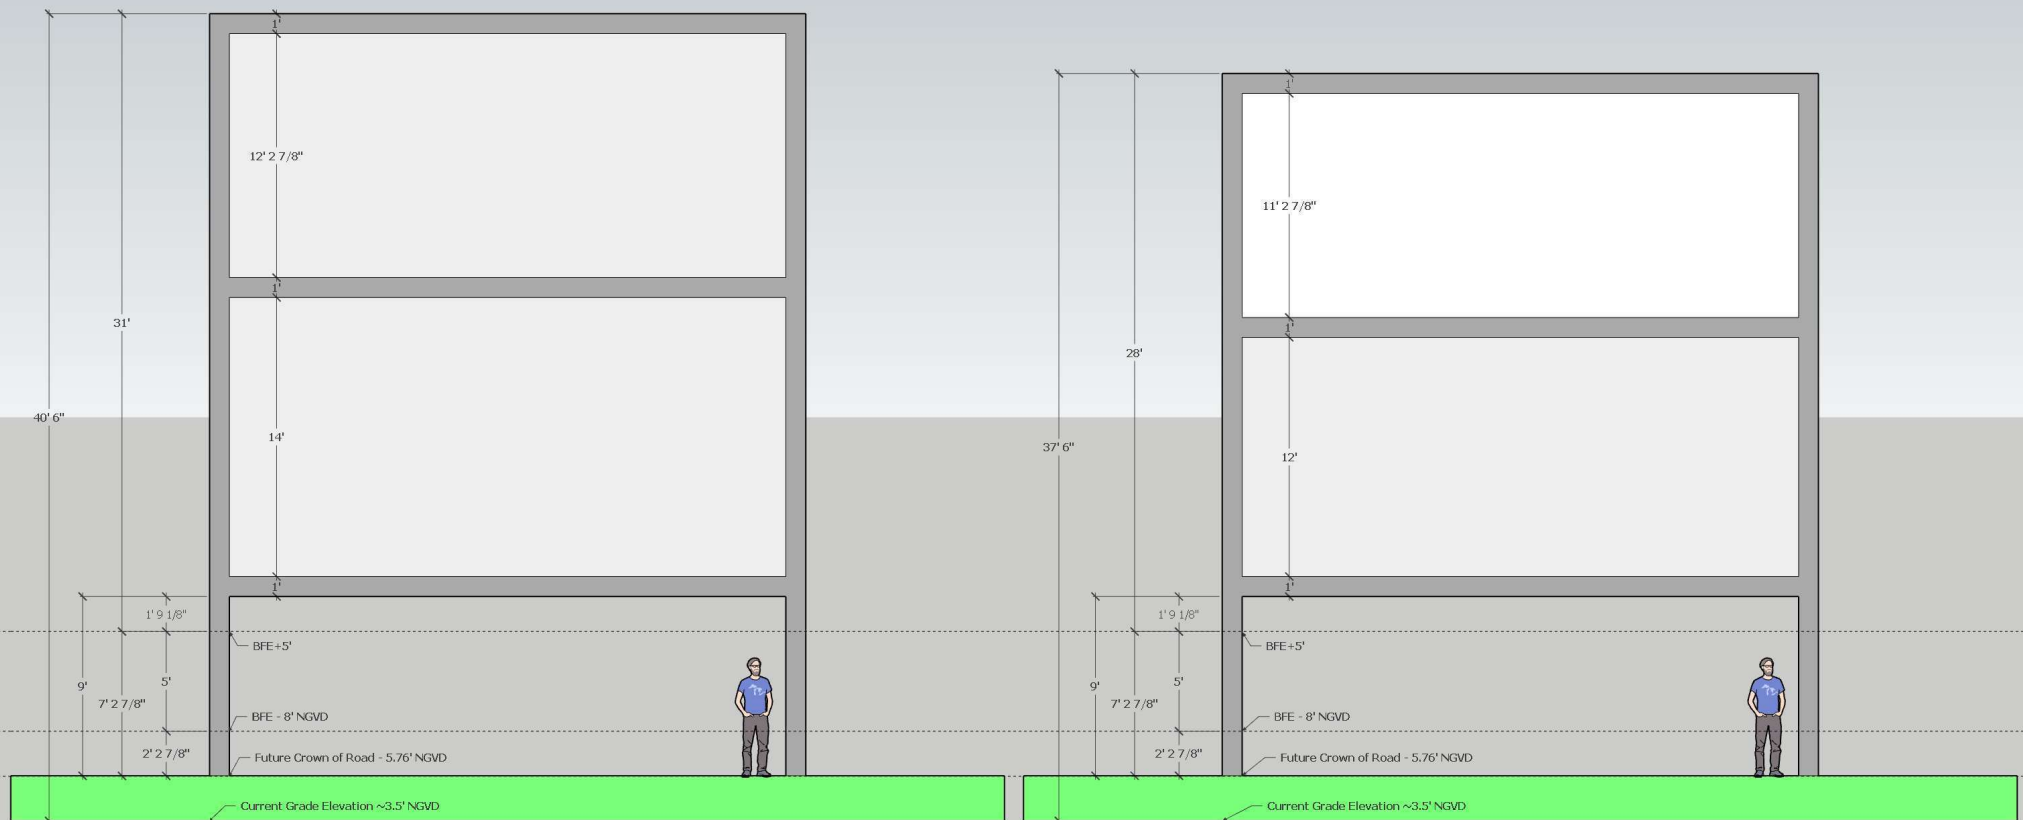 1'
12' 2 7/8"
1'
31'
40' 6"
14'
1'
1' 9 1/8"
BFE+5'
9'
5'
7' 2 7/8"
BFE - 8' NGVD
2' 2 7/8"
Future Crown of Road - 5.76' NGVD
Current Grade Elevation ~3.5' NGVD
1'
11' 2 7/8"
1'
28'
37' 6"
12'
1'
1' 9 1/8"
BFE+5'
9'
5'
7' 2 7/8"
BFE - 8' NGVD
2' 2 7/8"
Future Crown of Road - 5.76' NGVD
Current Grade Elevation ~3.5' NGVD